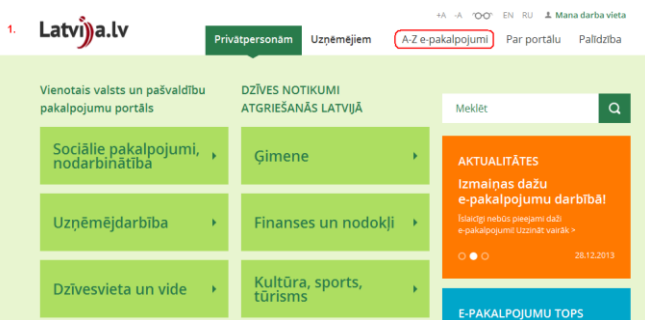 +A -A EN RU Mana darba vieta
1. Latvija.lv
Privātpersonām Uzņēmējiem A-Z e-pakalpojumi Par portālu Palīdzība
Vienotais valsts un pašvaldību
pakalpojumu portāls
DZĪVES NOTIKUMI
ATGRIEŠANĀS LATVIJĀ
Meklēt
Sociālie pakalpojumi,
nodarbinātība
Ģimene
AKTUALITĀTES
Izmaiņas dažu
e-pakalpojumu darbībā!
Īslaicīgi nebūs pieejami daži
e-pakalpojumi! Uzzināt vairāk >
28.12.2013
Uzņēmējdarbība
Finanses un nodokļi
Dzīvesvieta un vide
Kultūra, sports,
tūrisms
E-PAKALPOJUMU TOPS